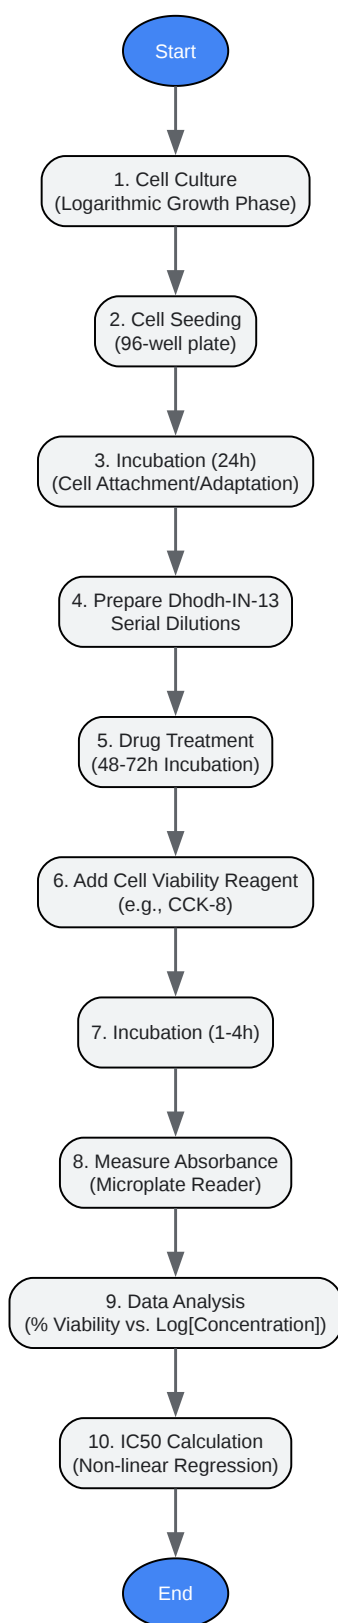 Start
1. Cell Culture
(Logarithmic Growth Phase)
2. Cell Seeding
(96-well plate)
3. Incubation (24h)
(Cell Attachment/Adaptation)
4. Prepare Dhodh-IN-13
Serial Dilutions
5. Drug Treatment
(48-72h Incubation)
6. Add Cell Viability Reagent
(e.g., CCK-8)
7. Incubation (1-4h)
8. Measure Absorbance
(Microplate Reader)
9. Data Analysis
(% Viability vs. Log[Concentration])
10. IC50 Calculation
(Non-linear Regression)
End